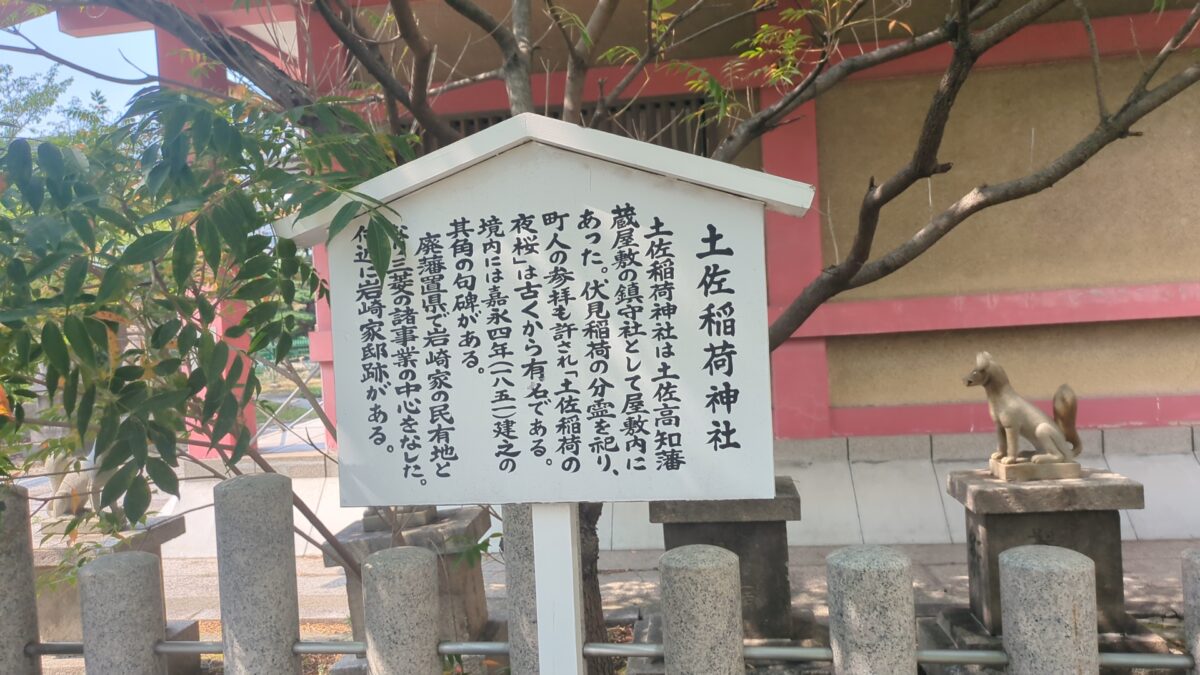 土佐稲荷神社
土佐稲荷神社は土佐高知藩
蔵屋敷の鎮守社として屋敷内に
あった。伏見稲荷の分霊を祀り、
町人の参拝も許され「土佐稲荷の
夜桜」は古くから有名である。
境内には嘉永四年(一八五一)建之の
其角の句碑がある。
廃藩置県で岩崎家の民有地と
三菱の諸事業の中心をなした。
付近に岩崎家邸跡がある。